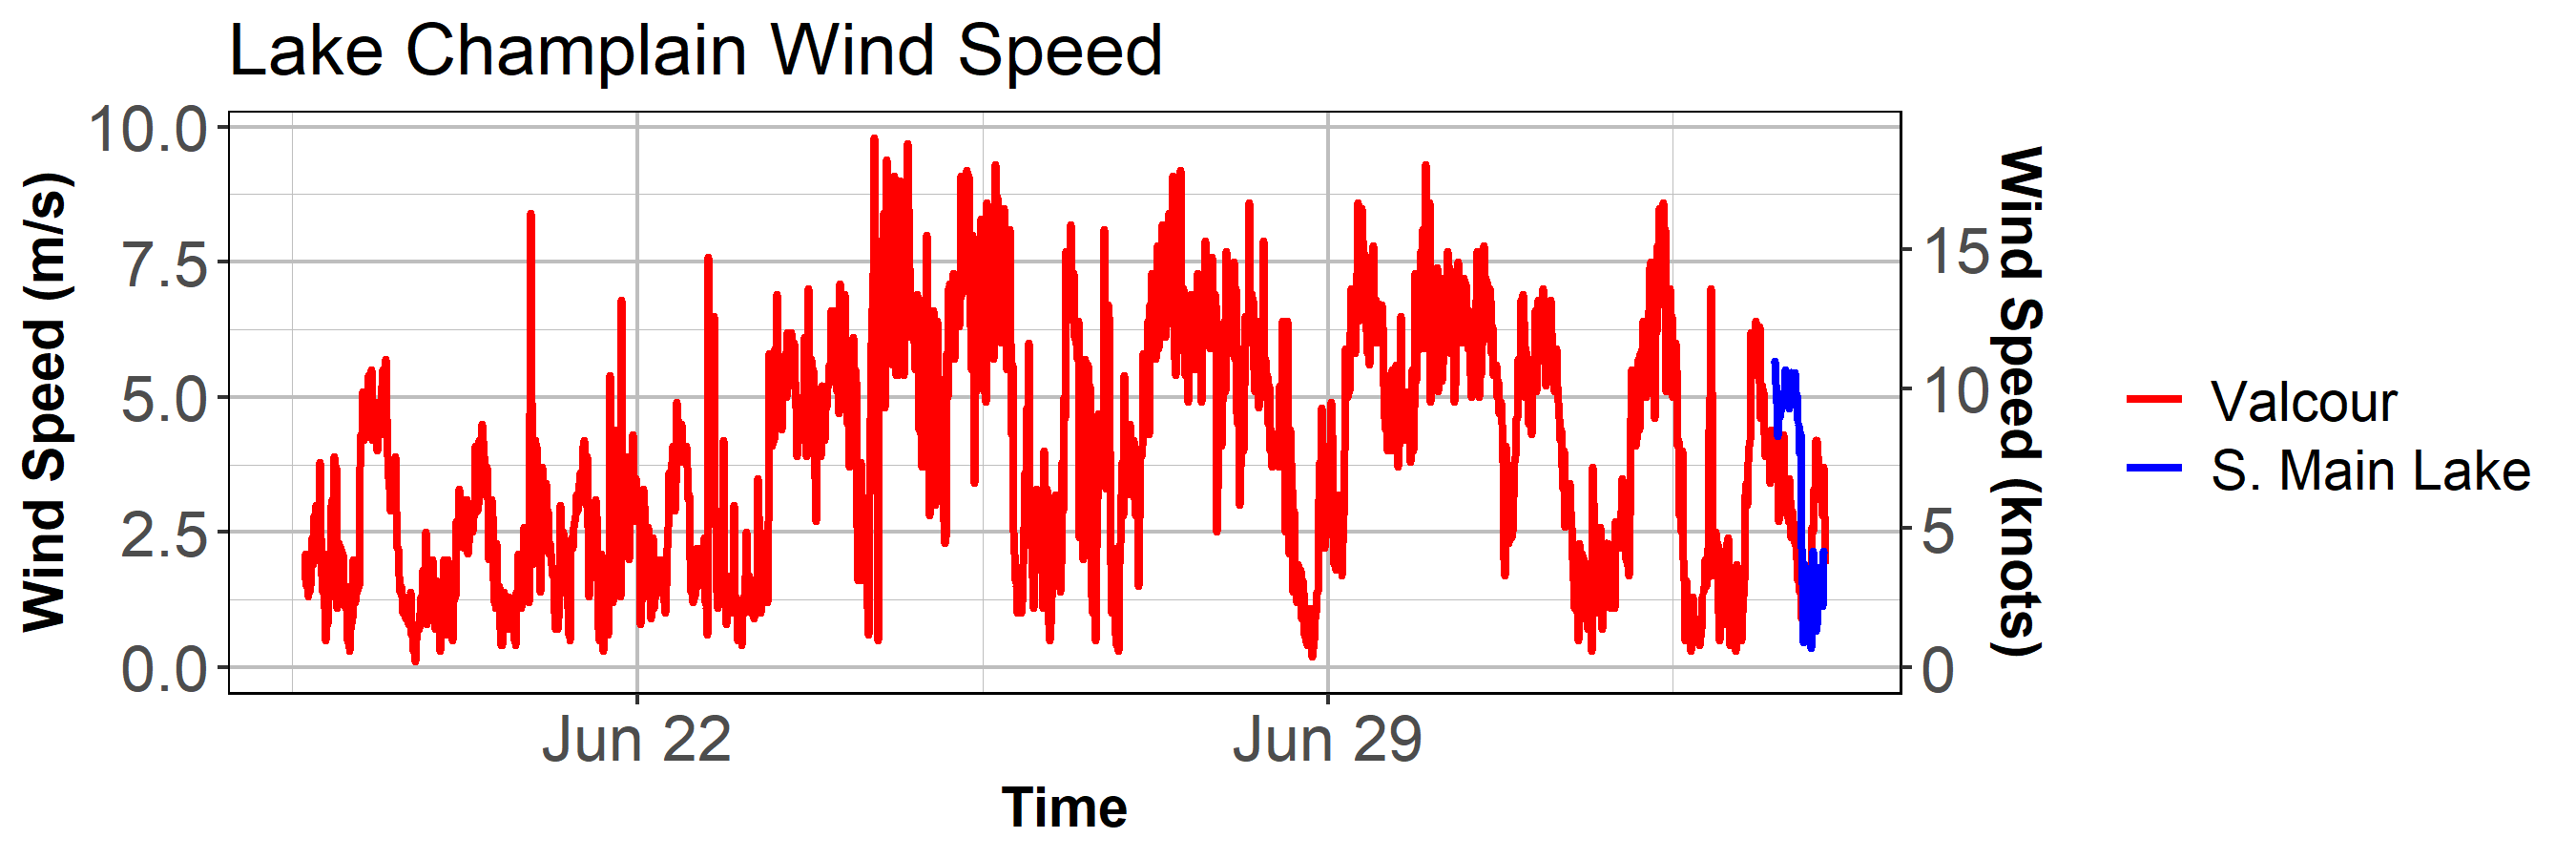 Lake Champlain Wind Speed
Wind Speed (m/s)
10.0
7.5
5.0
2.5
0.0
15
10
5
0
Wind Speed (knots)
Jun 22
Jun 29
Time
Valcour
S. Main Lake